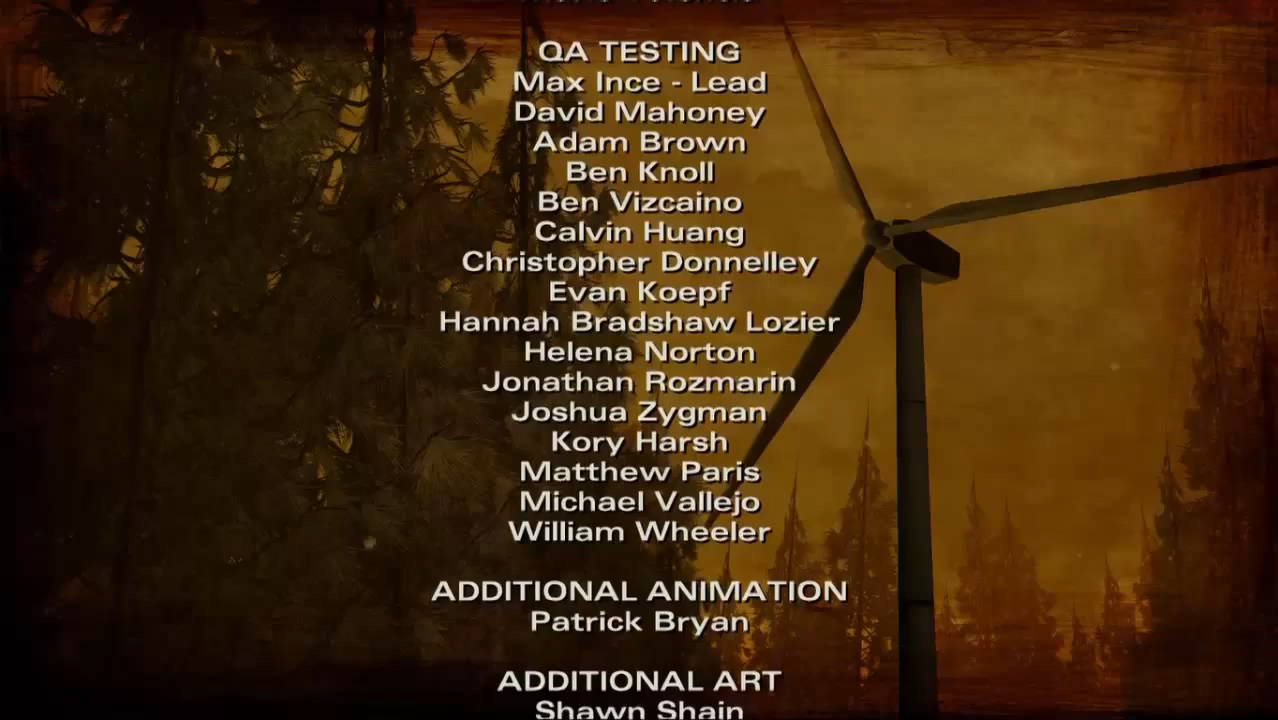 QA TESTING
Max Ince - Lead
David Mahoney
Adam Brown
Ben Knoll
Ben Vizcaino
Calvin Huang
Christopher Donnelley
Evan Koepf
Hannah Bradshaw Lozier
Helena Norton
Jonathan Rozmarin
Joshua Zygman
Kory Harsh
Matthew Paris
Michael Vallejo
William Wheeler
ADDITIONAL ANIMATION
Patrick Bryan
ADDITIONAL ART
Shawn Shain